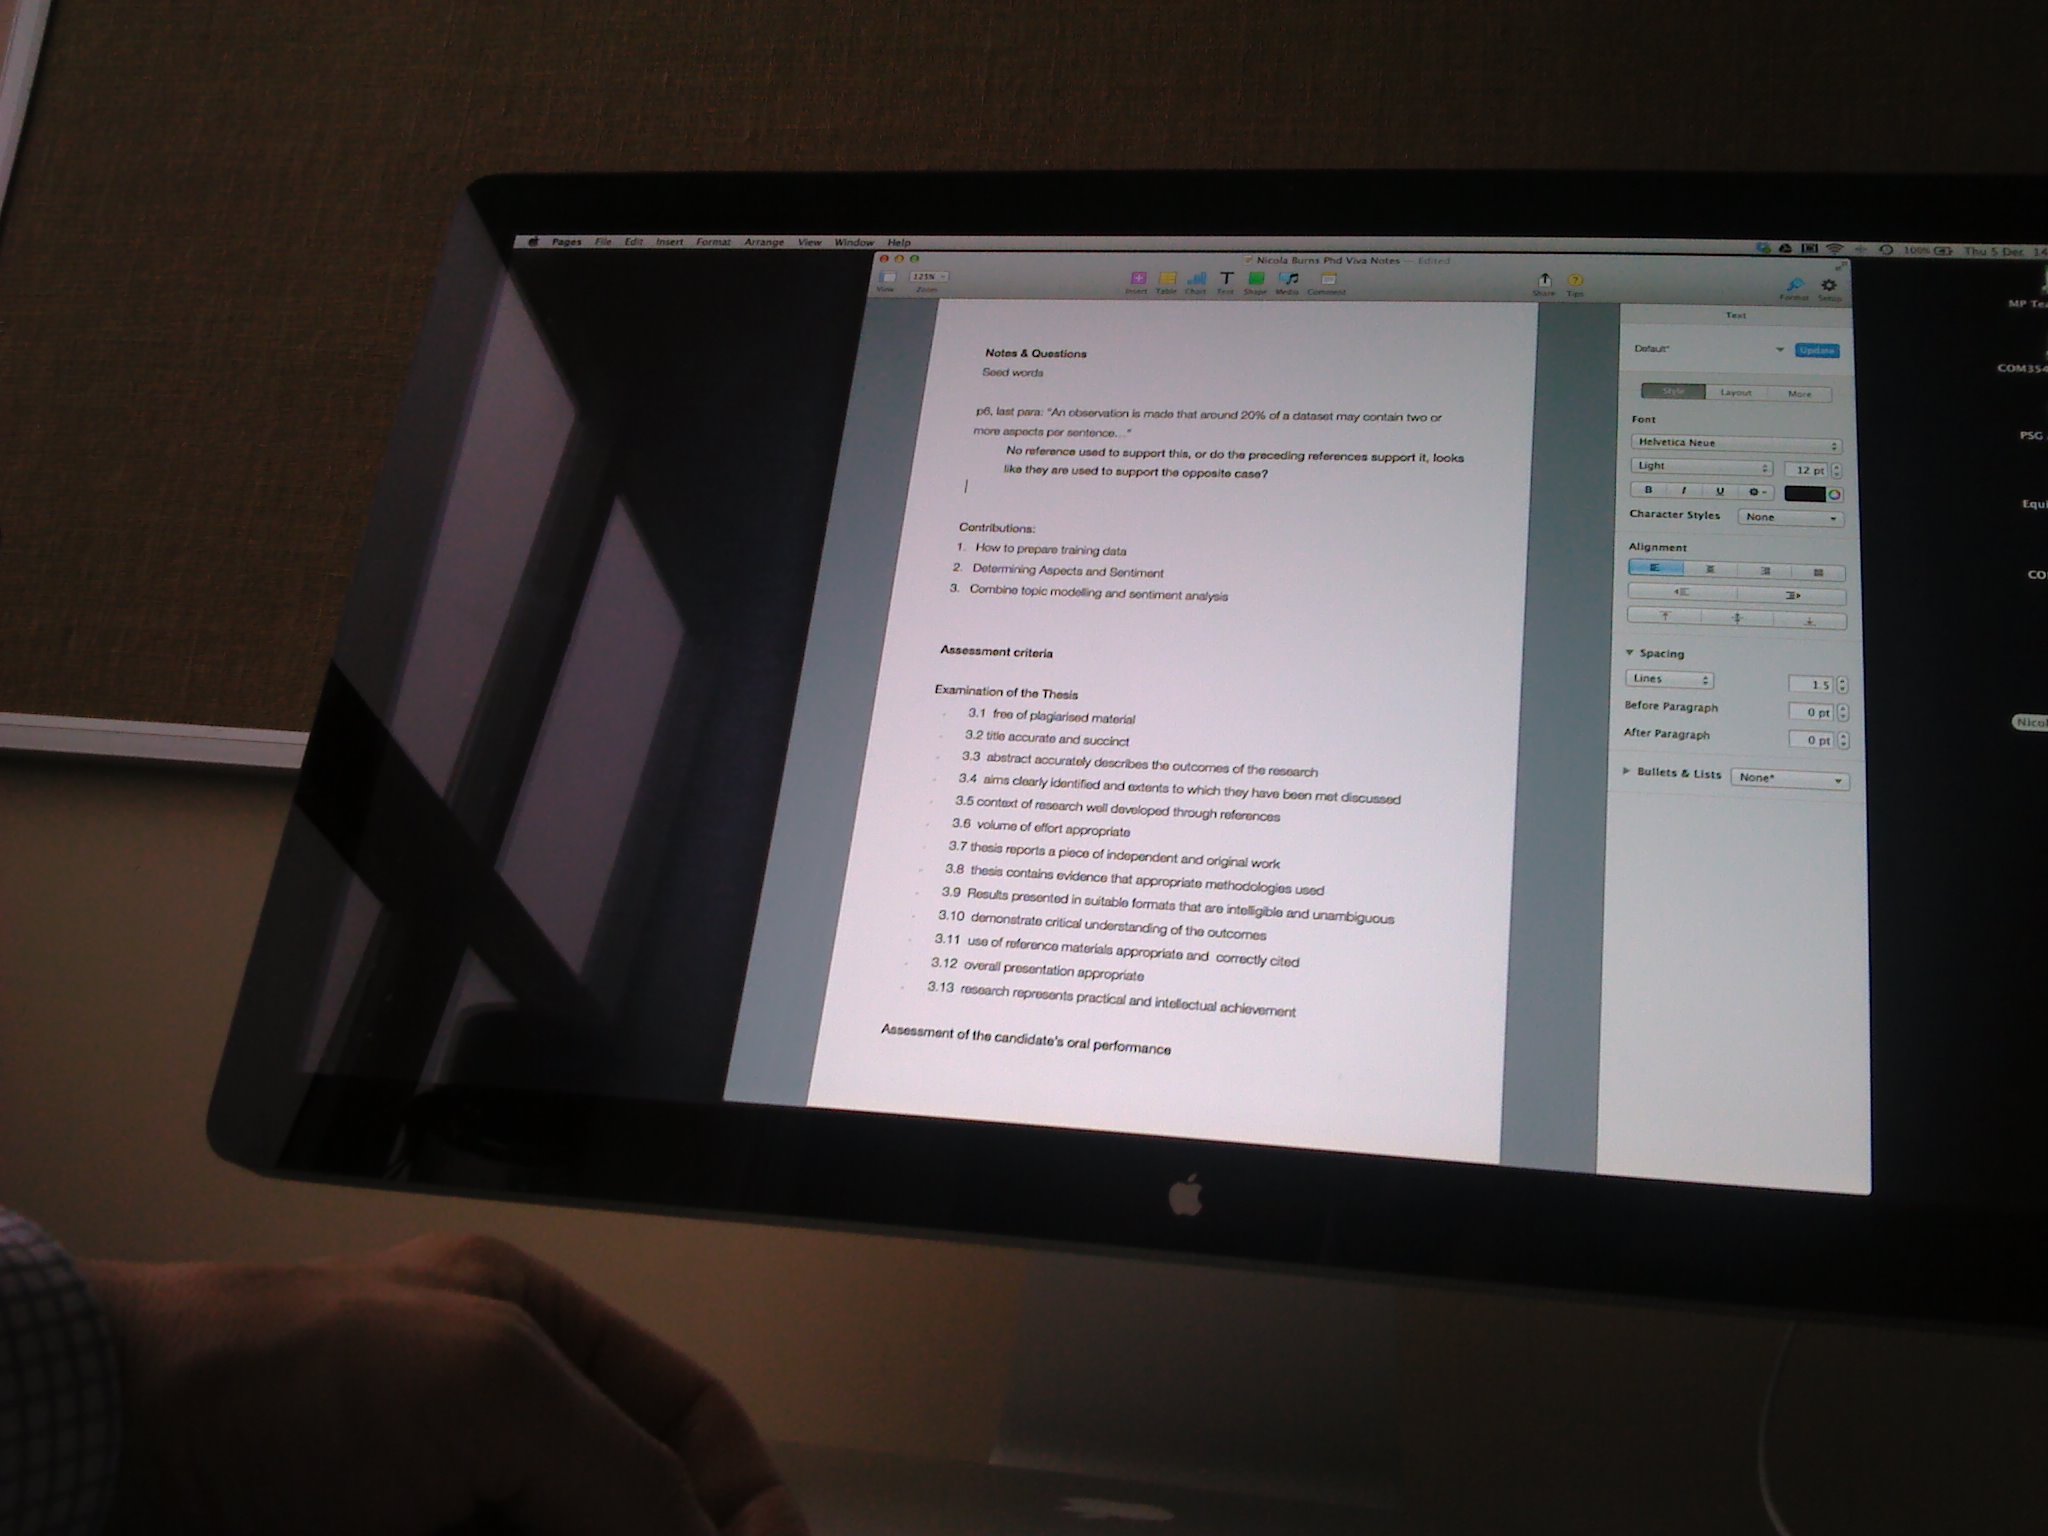 Pages File Edit Insert Format Arrange View Window Help
100% Thu 5 Dec 14
Nicola Burns Phd Viva Notes — Edited
125%
View Zoom Insert Table Chart Text Shape Media Comment Share Tips Format Setup
Notes & Questions
Seed words
p6, last para: "An observation is made that around 20% of a dataset may contain two or
more aspects per sentence..."
No reference used to support this, or do the preceding references support it, looks
like they are used to support the opposite case?
Contributions:
1. How to prepare training data
2. Determining Aspects and Sentiment
3. Combine topic modelling and sentiment analysis
Assessment criteria
Examination of the Thesis
3.1 free of plagiarised material
3.2 title accurate and succinct
3.3 abstract accurately describes the outcomes of the research
3.4 aims clearly identified and extents to which they have been met discussed
3.5 context of research well developed through references
3.6 volume of effort appropriate
3.7 thesis reports a piece of independent and original work
3.8 thesis contains evidence that appropriate methodologies used
3.9 Results presented in suitable formats that are intelligible and unambiguous
3.10 demonstrate critical understanding of the outcomes
3.11 use of reference materials appropriate and correctly cited
3.12 overall presentation appropriate
3.13 research represents practical and intellectual achievement
Assessment of the candidate's oral performance
Text
Default* Update
Style Layout More
Font
Helvetica Neue
Light 12 pt
B I U
Character Styles None
Alignment
Spacing
Lines 1.5
Before Paragraph 0 pt
After Paragraph 0 pt
Bullets & Lists None*
MP Tea
COM354
PSG
Equi
CO
Nicol